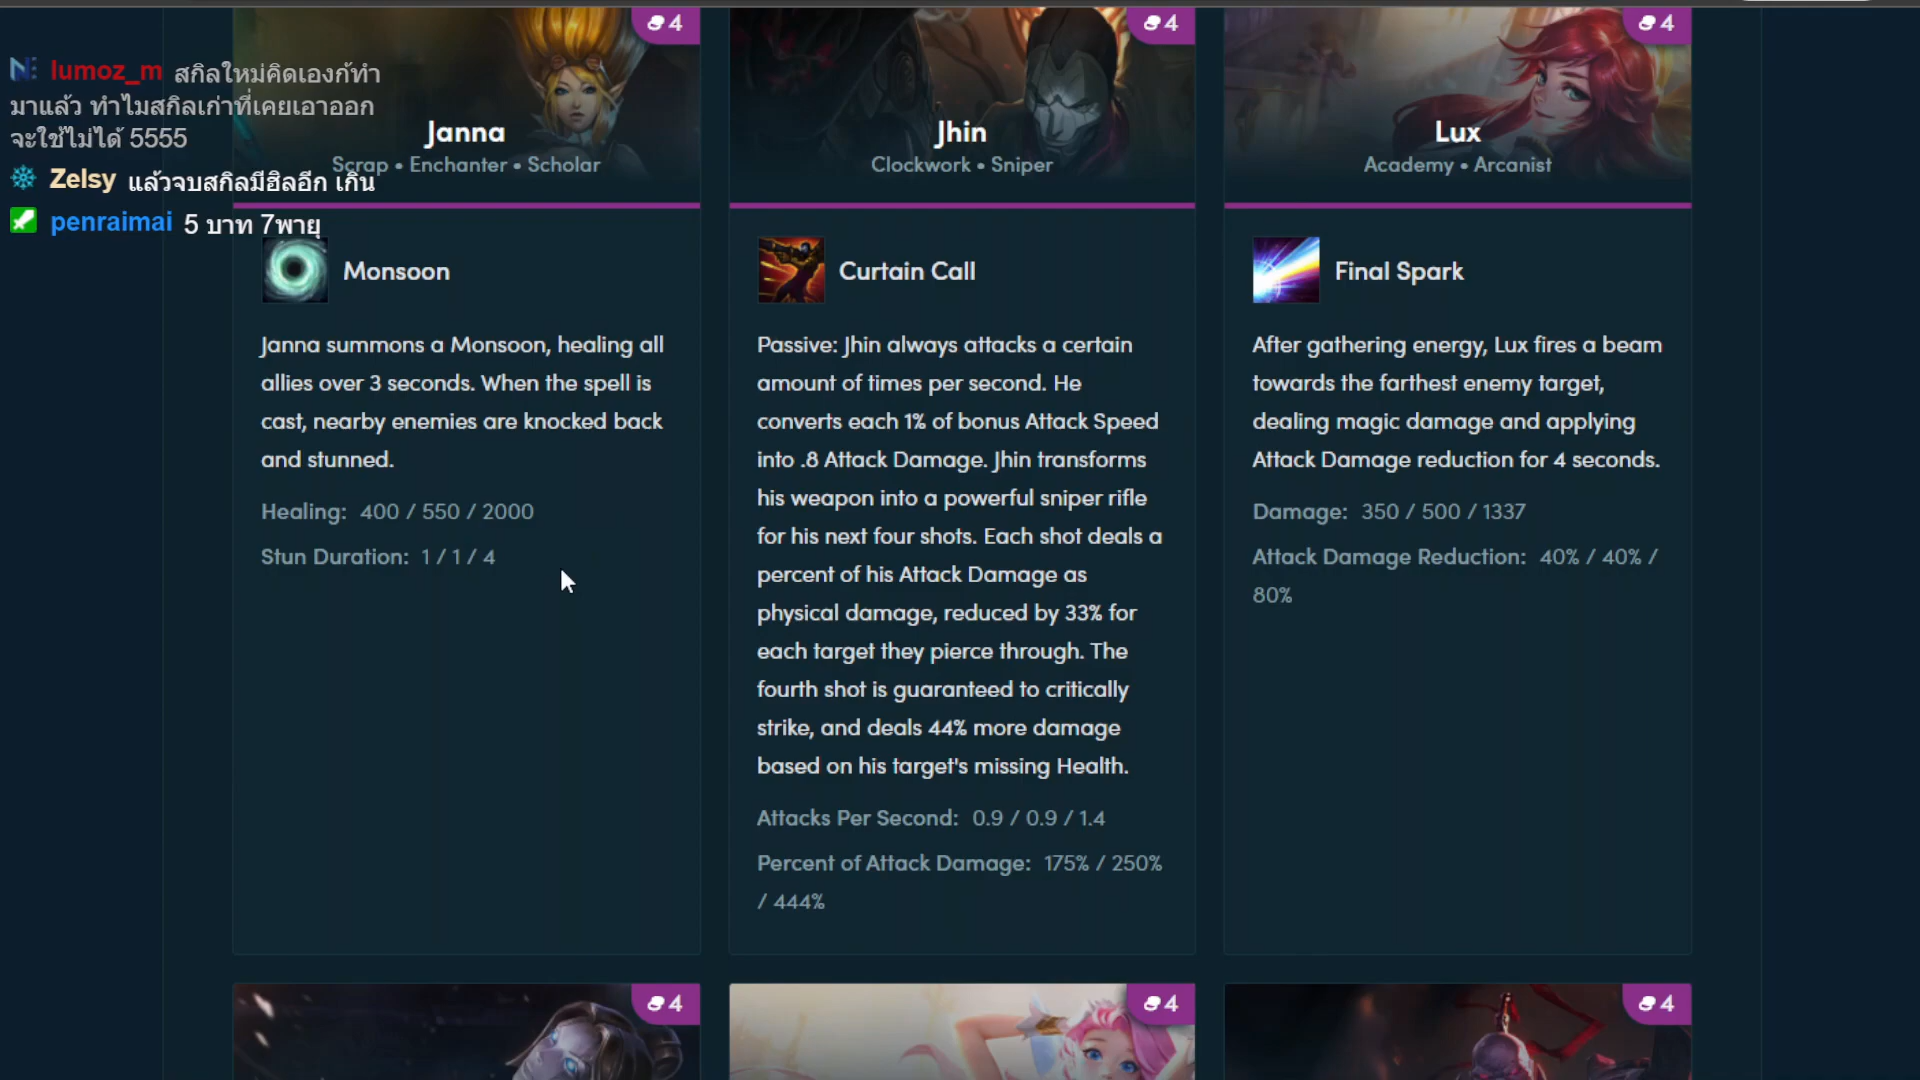 lumoz_m สกิลใหม่คิดเองก้ทำ
มาแล้ว ทำไมสกิลเก่าที่เคยเอาออก
จะใช้ไม่ได้ 5555
Zelsy แล้วจบสกิลมีฮิลอีก เกิน
penraimai 5 บาท 7พายุ
4
Janna
Scrap • Enchanter • Scholar
Monsoon
Janna summons a Monsoon, healing all
allies over 3 seconds. When the spell is
cast, nearby enemies are knocked back
and stunned.
Healing: 400 / 550 / 2000
Stun Duration: 1 / 1 / 4
4
Jhin
Clockwork • Sniper
Curtain Call
Passive: Jhin always attacks a certain
amount of times per second. He
converts each 1% of bonus Attack Speed
into .8 Attack Damage. Jhin transforms
his weapon into a powerful sniper rifle
for his next four shots. Each shot deals a
percent of his Attack Damage as
physical damage, reduced by 33% for
each target they pierce through. The
fourth shot is guaranteed to critically
strike, and deals 44% more damage
based on his target's missing Health.
Attacks Per Second: 0.9 / 0.9 / 1.4
Percent of Attack Damage: 175% / 250%
/ 444%
4
Lux
Academy • Arcanist
Final Spark
After gathering energy, Lux fires a beam
towards the farthest enemy target,
dealing magic damage and applying
Attack Damage reduction for 4 seconds.
Damage: 350 / 500 / 1337
Attack Damage Reduction: 40% / 40% /
80%
4
4
4